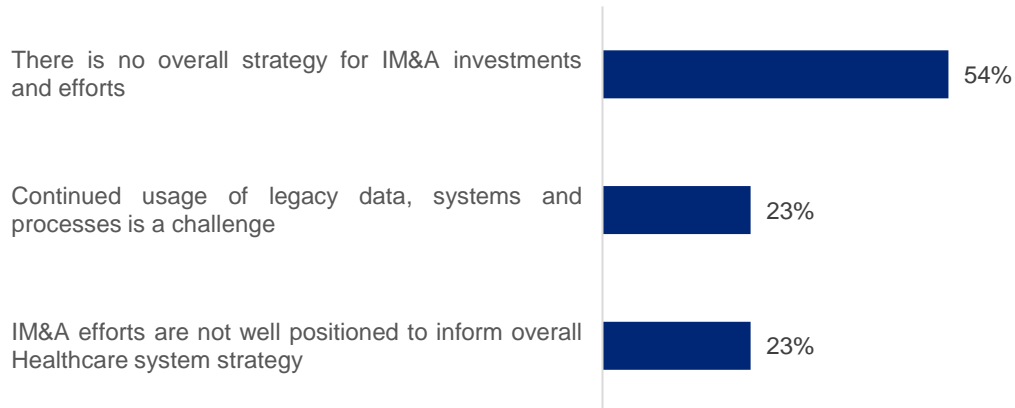 There is no overall strategy for IM&A investments
and efforts
54%
Continued usage of legacy data, systems and
processes is a challenge
23%
IM&A efforts are not well positioned to inform overall
Healthcare system strategy
23%